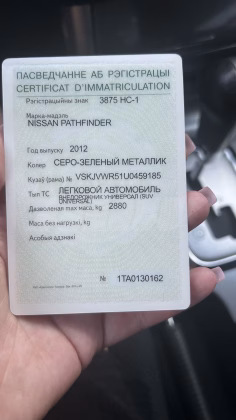 ПАСВЕДЧАННЕ АБ РЭГІСТРАЦЫІ
CERTIFICAT D'IMMATRICULATION
Рэгістрацыйны знак 3875 HC-1
Марка-мадэль
NISSAN PATHFINDER
Год выпуску 2012
Колер СЕРО-ЗЕЛЕНЫЙ МЕТАЛЛИК
Кузаў (рама) № VSKJVWR51U0459185
Тып ТС ЛЕГКОВОЙ АВТОМОБИЛЬ
ВНЕДОРОЖНИК УНИВЕРСАЛ (SUV
UNIVERSAL)
Дазволеная max маса, kg 2880
Маса без нагрузкі, kg
Асобыя адзнакі
№ 1TA0130162